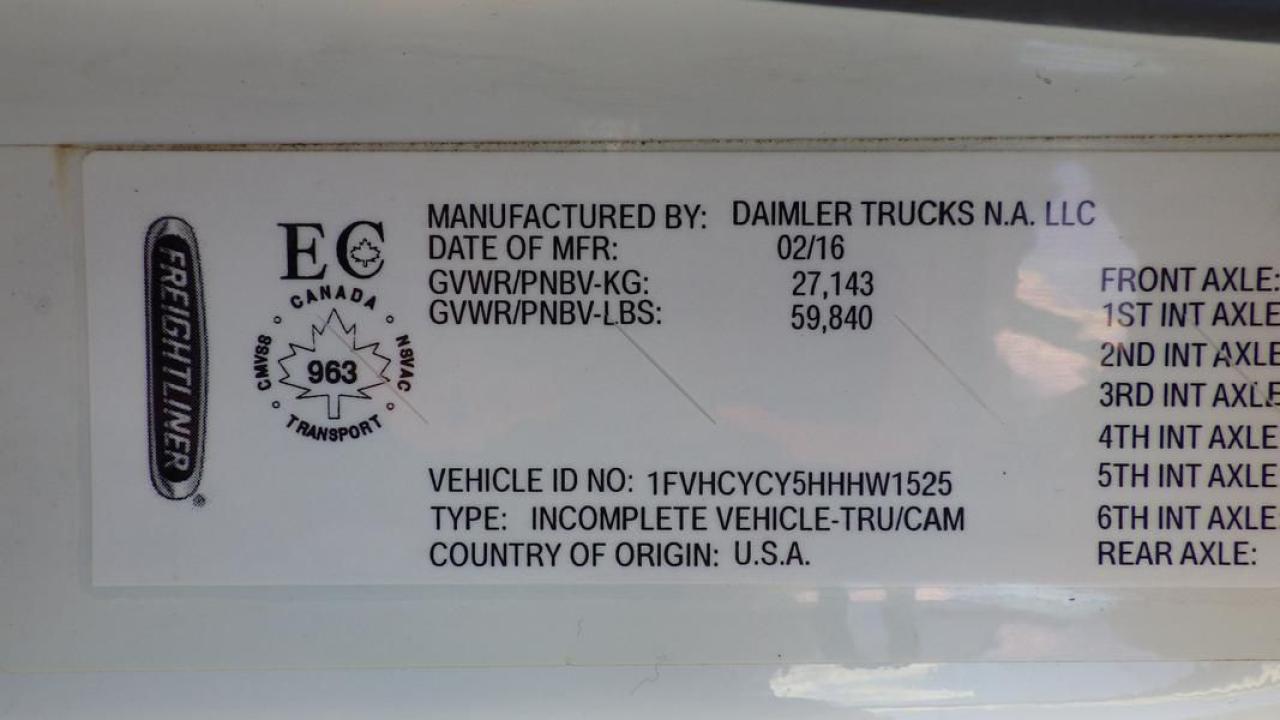 FREIGHTLINER ®
EC
CANADA
CMVSS
NSVAC
963
TRANSPORT
MANUFACTURED BY: DAIMLER TRUCKS N.A. LLC
DATE OF MFR: 02/16
GVWR/PNBV-KG: 27,143
GVWR/PNBV-LBS: 59,840
VEHICLE ID NO: 1FVHCYCY5HHHW1525
TYPE: INCOMPLETE VEHICLE-TRU/CAM
COUNTRY OF ORIGIN: U.S.A.
FRONT AXLE:
1ST INT AXLE
2ND INT AXLE
3RD INT AXLE
4TH INT AXLE
5TH INT AXLE
6TH INT AXLE
REAR AXLE: